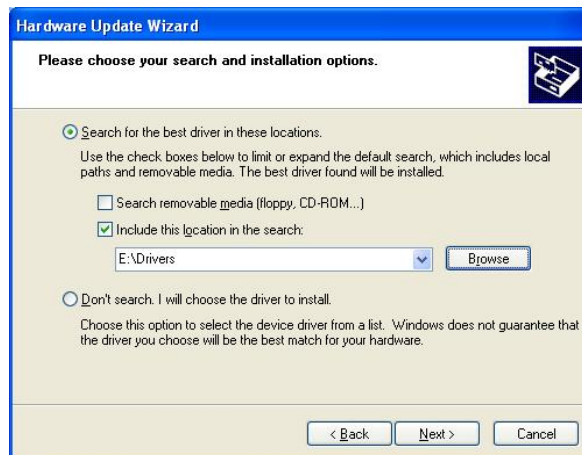 Hardware Update Wizard
Please choose your search and installation options.
Search for the best driver in these locations.
Use the check boxes below to limit or expand the default search, which includes local
paths and removable media. The best driver found will be installed.
Search removable media (floppy, CD-ROM...)
Include this location in the search:
E:\Drivers
Browse
Don't search. I will choose the driver to install.
Choose this option to select the device driver from a list. Windows does not guarantee that
the driver you choose will be the best match for your hardware.
< Back
Next >
Cancel